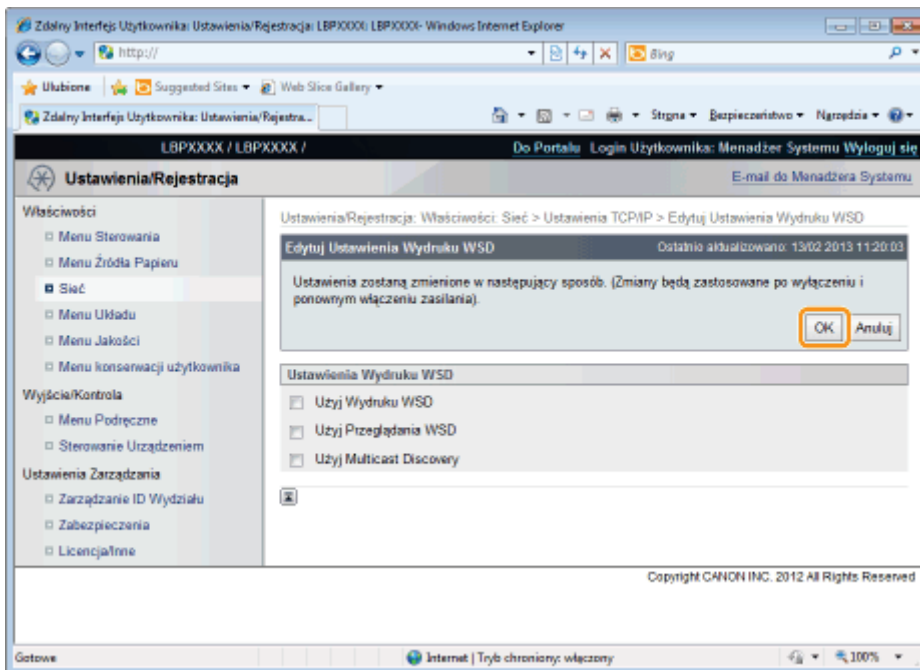 Zdalny Interfejs Użytkownika: Ustawienia/Rejestracja: LBPXXXX: LBPXXXX- Windows Internet Explorer
http://
Bing
Ulubione Suggested Sites Web Slice Gallery
Zdalny Interfejs Użytkownika: Ustawienia/Rejestra...
Strona Bezpieczeństwo Narzędzia
LBPXXXX / LBPXXXX /
Do Portalu Login Użytkownika: Menadżer Systemu Wyloguj się
Ustawienia/Rejestracja
E-mail do Menadżera Systemu
Właściwości
Menu Sterowania
Menu Źródła Papieru
Sieć
Menu Układu
Menu Jakości
Menu konserwacji użytkownika
Wyjście/Kontrola
Menu Podręczne
Sterowanie Urządzeniem
Ustawienia Zarządzania
Zarządzanie ID Wydziału
Zabezpieczenia
Licencja/Inne
Ustawienia/Rejestracja: Właściwości: Sieć > Ustawienia TCP/IP > Edytuj Ustawienia Wydruku WSD
Edytuj Ustawienia Wydruku WSD
Ostatnio aktualizowano: 13/02 2013 11:20:03
Ustawienia zostaną zmienione w następujący sposób. (Zmiany będą zastosowane po wyłączeniu i
ponownym włączeniu zasilania).
OK Anuluj
Ustawienia Wydruku WSD
Użyj Wydruku WSD
Użyj Przeglądania WSD
Użyj Multicast Discovery
Copyright CANON INC. 2012 All Rights Reserved
Gotowe
Internet | Tryb chroniony: włączony
100%